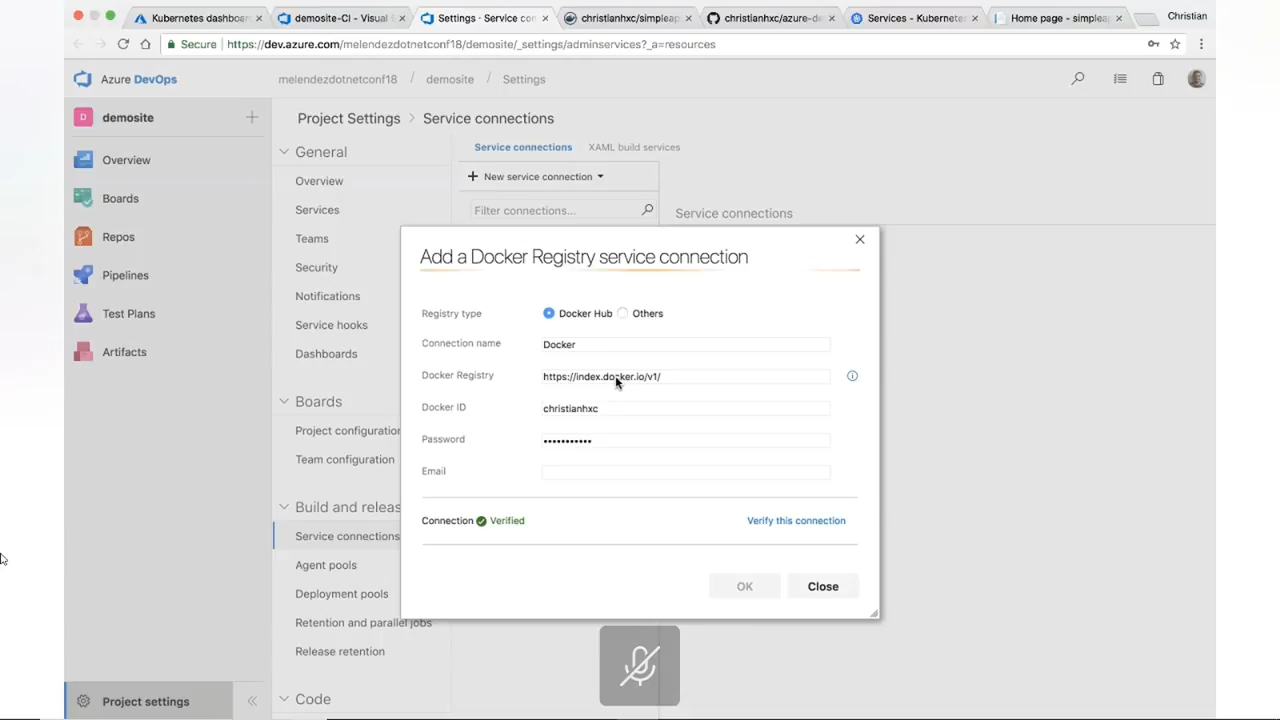 Kubernetes dashboar
demosite-CI - Visual
Settings · Service con
christianhxc/simpleap
christianhxc/azure-de
Services - Kubernetes
Home page - simpleap
Christian
Secure
https://dev.azure.com/melendezdotnetconf18/demosite/_settings/adminservices?_a=resources
Azure DevOps
melendezdotnetconf18 / demosite / Settings
D demosite
Overview
Boards
Repos
Pipelines
Test Plans
Artifacts
Project settings
Project Settings > Service connections
General
Overview
Services
Teams
Security
Notifications
Service hooks
Dashboards
Boards
Project configuration
Team configuration
Build and releas
Service connections
Agent pools
Deployment pools
Retention and parallel jobs
Release retention
Code
Service connections
XAML build services
+ New service connection
Filter connections...
Service connections
Add a Docker Registry service connection
Registry type
Docker Hub
Others
Connection name
Docker
Docker Registry
https://index.docker.io/v1/
Docker ID
christianhxc
Password
•••••••••••
Email
Connection Verified
Verify this connection
OK
Close